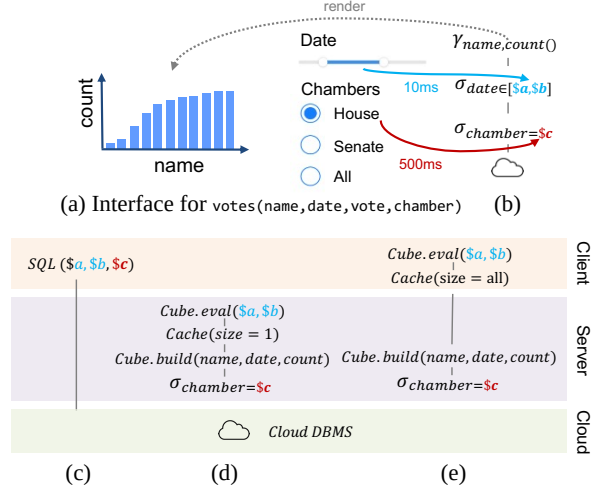 render
count
name
Date
Chambers
House
Senate
All
10ms
500ms
γname,count()
σdate∈[$a,$b]
σchamber=$c
(a) Interface for votes(name,date,vote,chamber)
(b)
SQL ($a, $b, $c)
Cube.eval($a, $b)
Cache(size = all)
Client
Cube.eval($a, $b)
Cache(size = 1)
Cube.build(name, date, count)
σchamber=$c
Cube.build(name, date, count)
σchamber=$c
Server
Cloud DBMS
Cloud
(c)
(d)
(e)